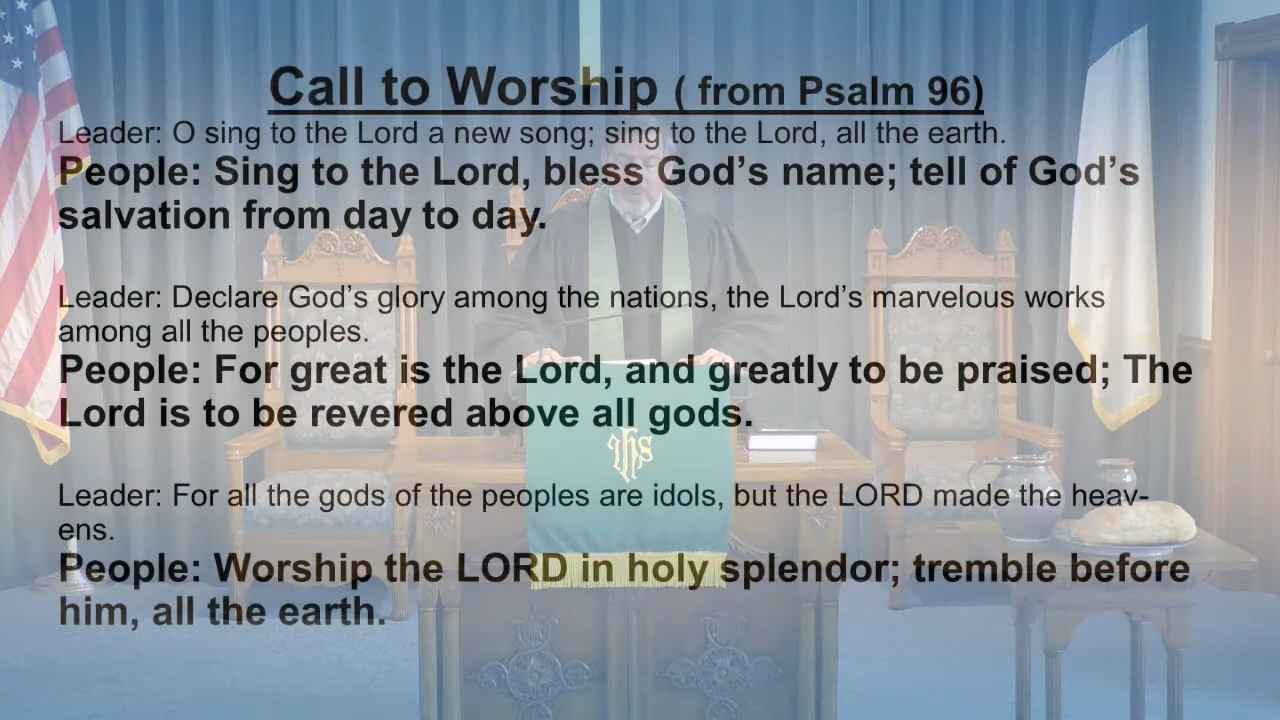 Call to Worship ( from Psalm 96)
Leader: O sing to the Lord a new song; sing to the Lord, all the earth.
People: Sing to the Lord, bless God’s name; tell of God’s
salvation from day to day.
Leader: Declare God’s glory among the nations, the Lord’s marvelous works
among all the peoples.
People: For great is the Lord, and greatly to be praised; The
Lord is to be revered above all gods.
ihs
Leader: For all the gods of the peoples are idols, but the LORD made the heav-
ens.
People: Worship the LORD in holy splendor; tremble before
him, all the earth.